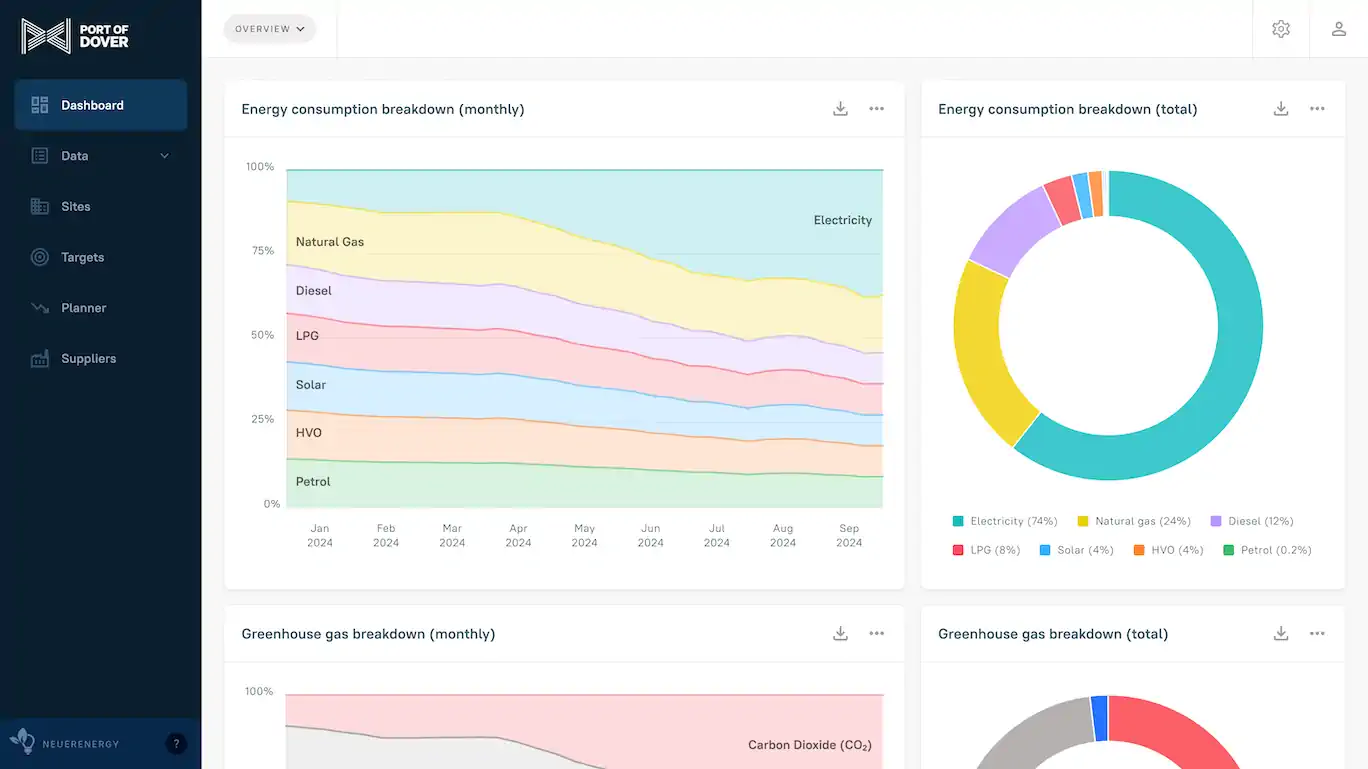 PORT OF
DOVER
OVERVIEW
Dashboard
Data
Sites
Targets
Planner
Suppliers
NEUERENERGY
?
Energy consumption breakdown (monthly)
100%
75%
50%
25%
0%
Electricity
Natural Gas
Diesel
LPG
Solar
HVO
Petrol
Jan Feb Mar Apr May Jun Jul Aug Sep
2024 2024 2024 2024 2024 2024 2024 2024 2024
Energy consumption breakdown (total)
Electricity (74%) Natural gas (24%) Diesel (12%)
LPG (8%) Solar (4%) HVO (4%) Petrol (0.2%)
Greenhouse gas breakdown (monthly)
100%
Carbon Dioxide (CO₂)
Greenhouse gas breakdown (total)